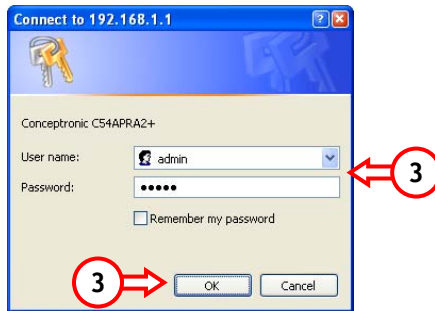 Connect to 192.168.1.1
Conceptronic C54APRA2+
User name: admin
Password: •••••
3
Remember my password
3 OK Cancel